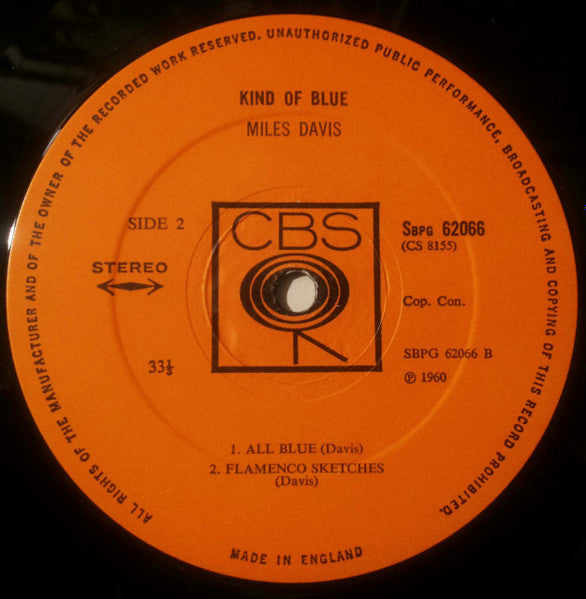 ALL RIGHTS OF THE MANUFACTURER AND OF THE OWNER OF THE RECORDED WORK RESERVED. UNAUTHORIZED PUBLIC PERFORMANCE, BROADCASTING AND COPYING OF THIS RECORD PROHIBITED.
KIND OF BLUE
MILES DAVIS
SIDE 2
CBS
SBPG 62066
(CS 8155)
STEREO
Cop. Con.
33⅓
SBPG 62066 B
℗ 1960
1. ALL BLUE (Davis)
2. FLAMENCO SKETCHES
(Davis)
MADE IN ENGLAND